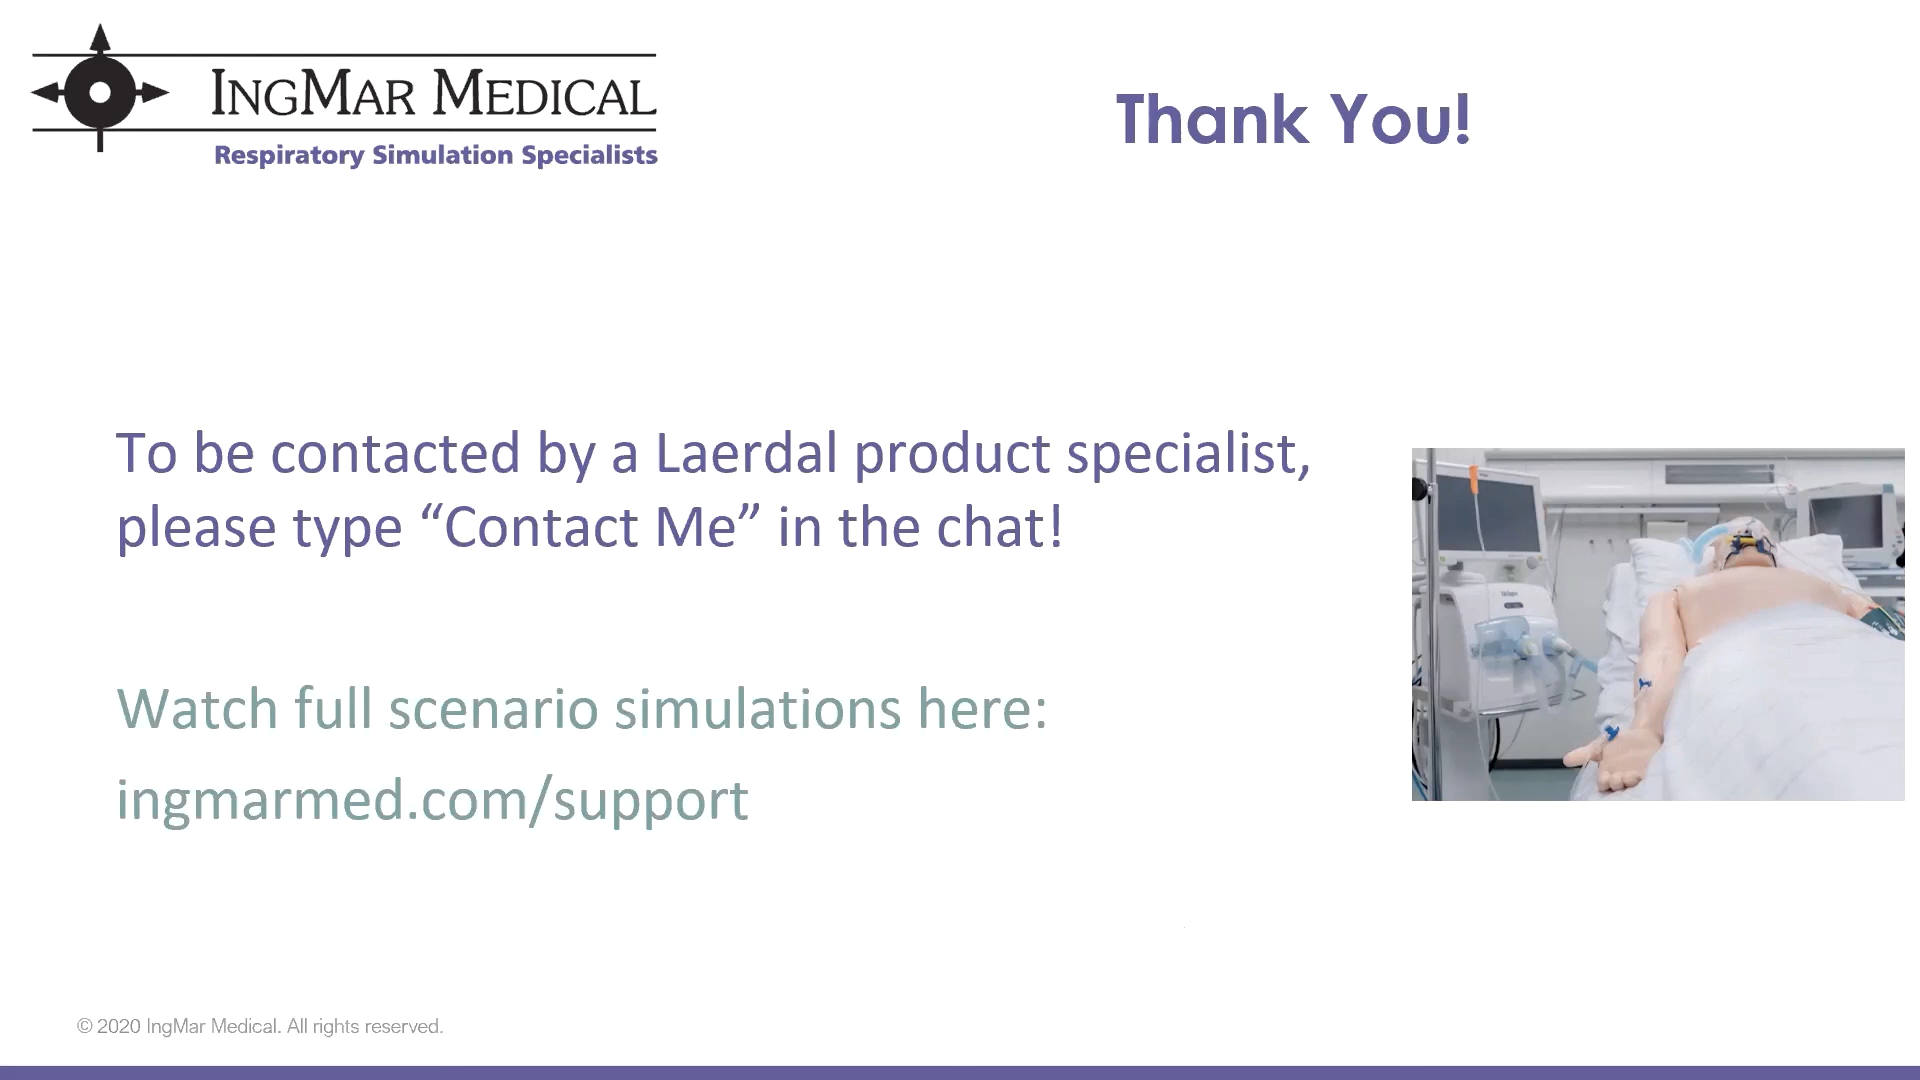 INGMAR MEDICAL
Respiratory Simulation Specialists
Thank You!
To be contacted by a Laerdal product specialist,
please type “Contact Me” in the chat!
Watch full scenario simulations here:
ingmarmed.com/support
© 2020 IngMar Medical. All rights reserved.